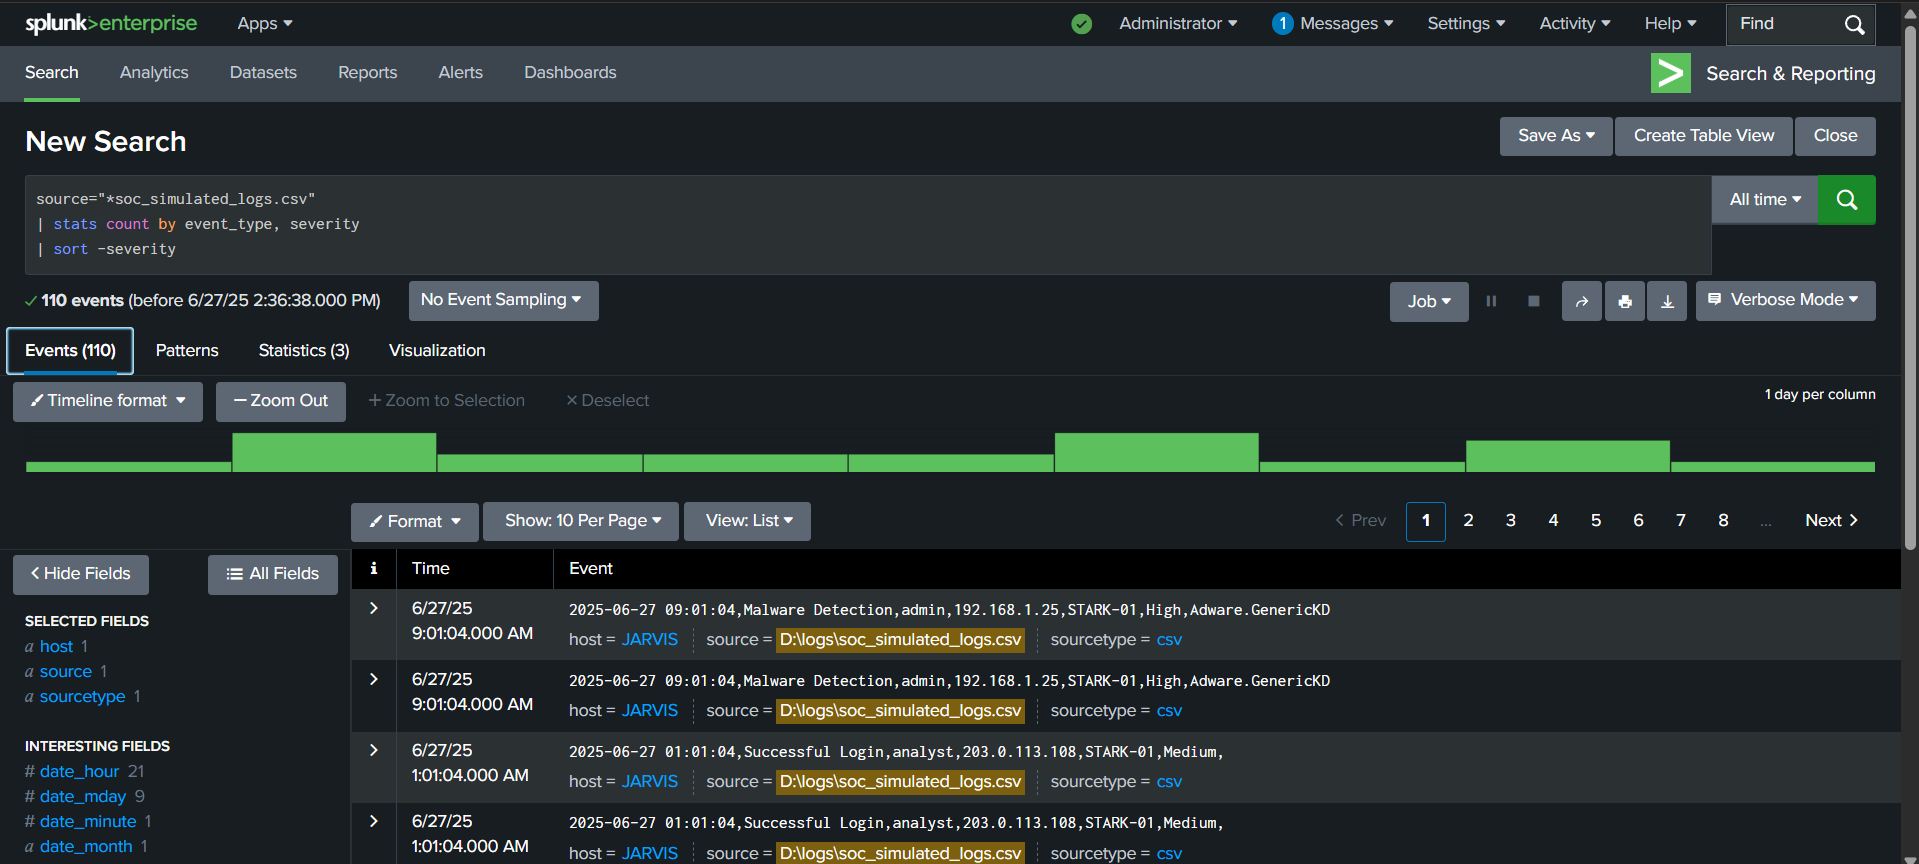 splunk>enterprise Apps Administrator 1 Messages Settings Activity Help Find
Search Analytics Datasets Reports Alerts Dashboards Search & Reporting
New Search Save As Create Table View Close
source="*soc_simulated_logs.csv" All time
| stats count by event_type, severity
| sort -severity
110 events (before 6/27/25 2:36:38.000 PM) No Event Sampling Job Verbose Mode
Events (110) Patterns Statistics (3) Visualization
Timeline format — Zoom Out + Zoom to Selection × Deselect 1 day per column
Format Show: 10 Per Page View: List < Prev 1 2 3 4 5 6 7 8 ... Next >
< Hide Fields All Fields i Time Event
SELECTED FIELDS
a host 1
a source 1
a sourcetype 1
INTERESTING FIELDS
# date_hour 21
# date_mday 9
# date_minute 1
a date_month 1
> 6/27/25 2025-06-27 09:01:04,Malware Detection,admin,192.168.1.25,STARK-01,High,Adware.GenericKD
9:01:04.000 AM host = JARVIS source = D:\logs\soc_simulated_logs.csv sourcetype = csv
> 6/27/25 2025-06-27 09:01:04,Malware Detection,admin,192.168.1.25,STARK-01,High,Adware.GenericKD
9:01:04.000 AM host = JARVIS source = D:\logs\soc_simulated_logs.csv sourcetype = csv
> 6/27/25 2025-06-27 01:01:04,Successful Login,analyst,203.0.113.108,STARK-01,Medium,
1:01:04.000 AM host = JARVIS source = D:\logs\soc_simulated_logs.csv sourcetype = csv
> 6/27/25 2025-06-27 01:01:04,Successful Login,analyst,203.0.113.108,STARK-01,Medium,
1:01:04.000 AM host = JARVIS source = D:\logs\soc_simulated_logs.csv sourcetype = csv